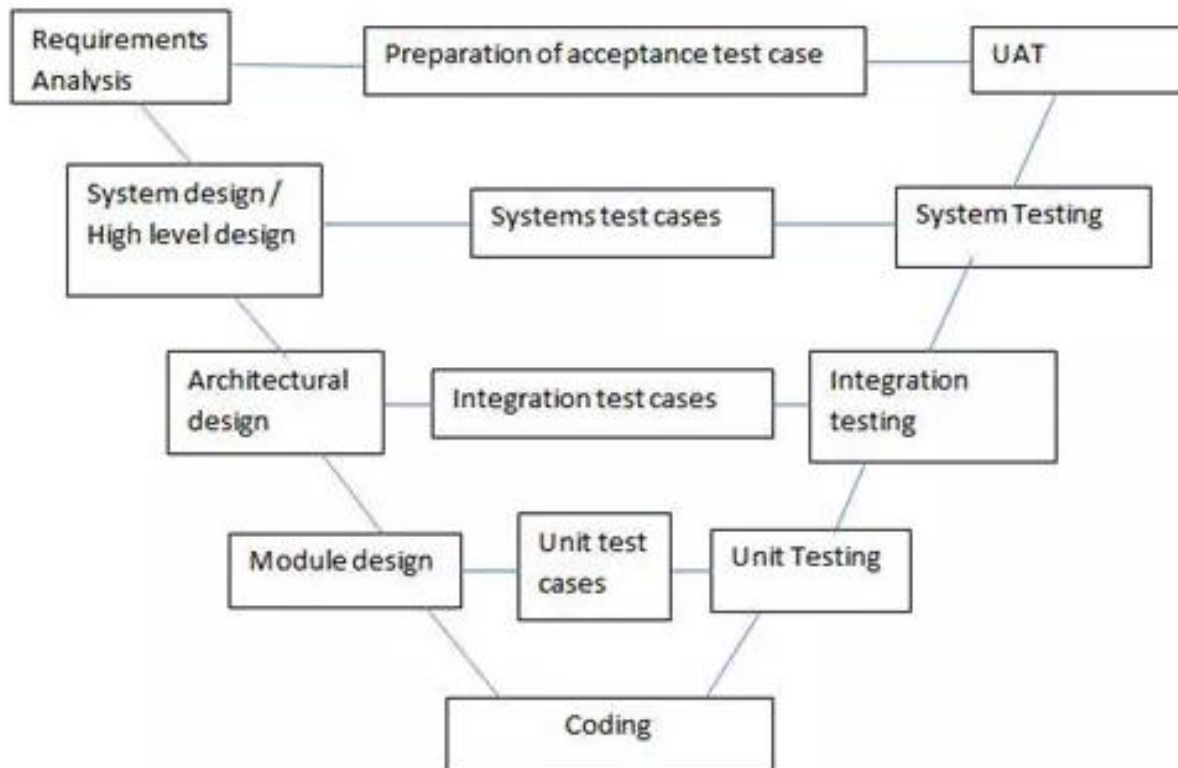 Requirements
Analysis
Preparation of acceptance test case
UAT
System design /
High level design
Systems test cases
System Testing
Architectural
design
Integration test cases
Integration
testing
Module design
Unit test
cases
Unit Testing
Coding